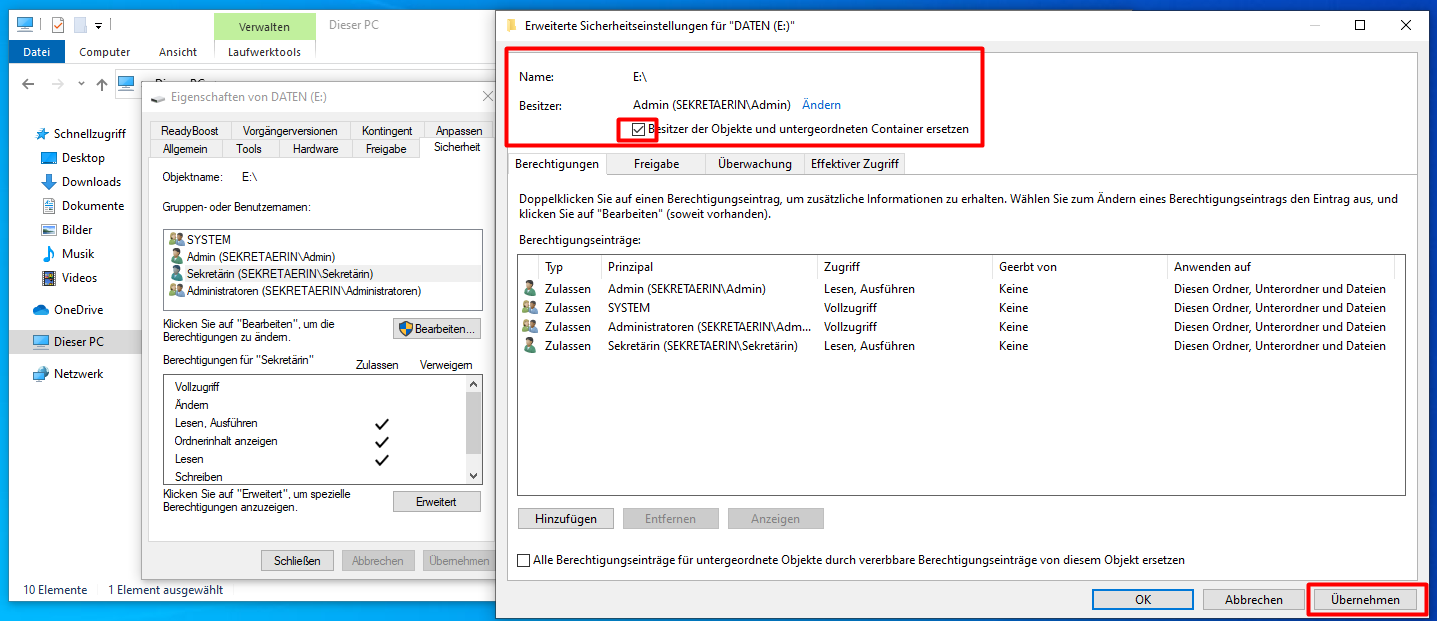 Verwalten
Dieser PC
Datei
Computer
Ansicht
Laufwerktools
Schnellzugriff
Desktop
Downloads
Dokumente
Bilder
Musik
Videos
OneDrive
Dieser PC
Netzwerk
10 Elemente
1 Element ausgewählt
Eigenschaften von DATEN (E:)
ReadyBoost
Vorgängerversionen
Kontingent
Anpassen
Allgemein
Tools
Hardware
Freigabe
Sicherheit
Objektname:
E:\
Gruppen- oder Benutzernamen:
SYSTEM
Admin (SEKRETAERIN\Admin)
Sekretärin (SEKRETAERIN\Sekretärin)
Administratoren (SEKRETAERIN\Administratoren)
Klicken Sie auf "Bearbeiten", um die
Berechtigungen zu ändern.
Bearbeiten...
Berechtigungen für "Sekretärin"
Zulassen
Verweigern
Vollzugriff
Ändern
Lesen, Ausführen
Ordnerinhalt anzeigen
Lesen
Schreiben
Klicken Sie auf "Erweitert", um spezielle
Berechtigungen anzuzeigen.
Erweitert
Schließen
Abbrechen
Übernehmen
Erweiterte Sicherheitseinstellungen für "DATEN (E:)"
Name:
E:\
Besitzer:
Admin (SEKRETAERIN\Admin)
Ändern
Besitzer der Objekte und untergeordneten Container ersetzen
Berechtigungen
Freigabe
Überwachung
Effektiver Zugriff
Doppelklicken Sie auf einen Berechtigungseintrag, um zusätzliche Informationen zu erhalten. Wählen Sie zum Ändern eines Berechtigungseintrags den Eintrag aus, und
klicken Sie auf "Bearbeiten" (soweit vorhanden).
Berechtigungseinträge:
Typ Prinzipal Zugriff Geerbt von Anwenden auf
Zulassen Admin (SEKRETAERIN\Admin) Lesen, Ausführen Keine Diesen Ordner, Unterordner und Dateien
Zulassen SYSTEM Vollzugriff Keine Diesen Ordner, Unterordner und Dateien
Zulassen Administratoren (SEKRETAERIN\Adm... Vollzugriff Keine Diesen Ordner, Unterordner und Dateien
Zulassen Sekretärin (SEKRETAERIN\Sekretärin) Lesen, Ausführen Keine Diesen Ordner, Unterordner und Dateien
Hinzufügen
Entfernen
Anzeigen
Alle Berechtigungseinträge für untergeordnete Objekte durch vererbbare Berechtigungseinträge von diesem Objekt ersetzen
OK
Abbrechen
Übernehmen